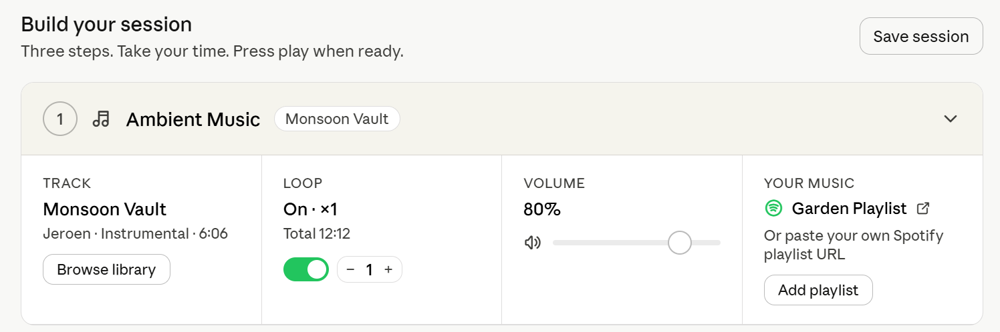 Build your session
Three steps. Take your time. Press play when ready.
Save session
1
Ambient Music
Monsoon Vault
TRACK
Monsoon Vault
Jeroen · Instrumental · 6:06
Browse library
LOOP
On · ×1
Total 12:12
− 1 +
VOLUME
80%
YOUR MUSIC
Garden Playlist
Or paste your own Spotify
playlist URL
Add playlist